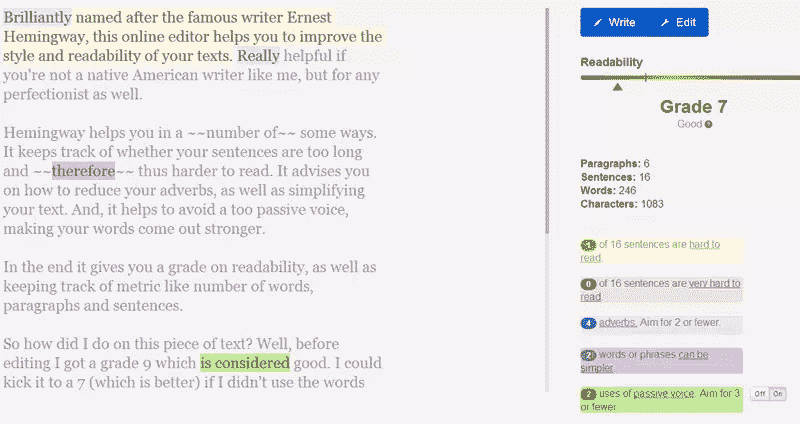 Brilliantly named after the famous writer Ernest
Hemingway, this online editor helps you to improve the
style and readability of your texts. Really helpful if
you're not a native American writer like me, but for any
perfectionist as well.
Hemingway helps you in a ~~number of~~ some ways.
It keeps track of whether your sentences are too long
and ~~therefore~~ thus harder to read. It advises you
on how to reduce your adverbs, as well as simplifying
your text. And, it helps to avoid a too passive voice,
making your words come out stronger.
In the end it gives you a grade on readability, as well as
keeping track of metric like number of words,
paragraphs and sentences.
So how did I do on this piece of text? Well, before
editing I got a grade 9 which is considered good. I could
kick it to a 7 (which is better) if I didn't use the words
Write
Edit
Readability
Grade 7
Good ?
Paragraphs: 6
Sentences: 16
Words: 246
Characters: 1083
of 16 sentences are hard to
read.
0 of 16 sentences are very hard to
read.
4 adverbs. Aim for 2 or fewer.
2 words or phrases can be
simpler.
2 uses of passive voice. Aim for 3
or fewer.
Off On